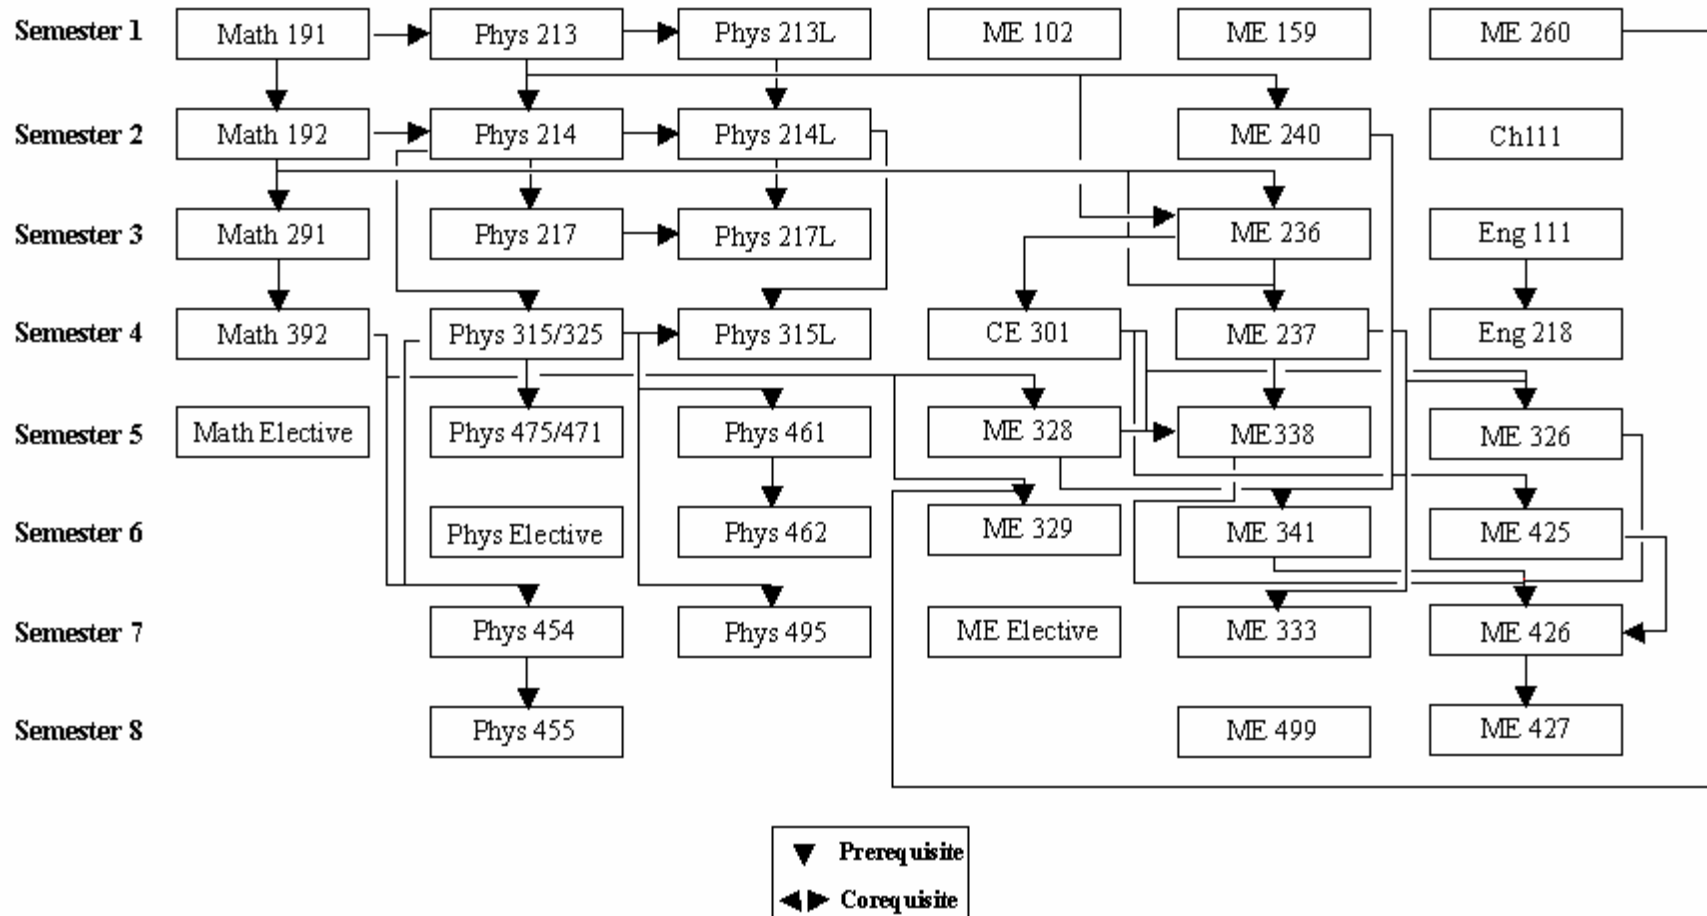 Semester 1 Math 191 Phys 213 Phys 213L ME 102 ME 159 ME 260
Semester 2 Math 192 Phys 214 Phys 214L ME 240 Ch111
Semester 3 Math 291 Phys 217 Phys 217L ME 236 Eng 111
Semester 4 Math 392 Phys 315/325 Phys 315L CE 301 ME 237 Eng 218
Semester 5 Math Elective Phys 475/471 Phys 461 ME 328 ME338 ME 326
Semester 6 Phys Elective Phys 462 ME 329 ME 341 ME 425
Semester 7 Phys 454 Phys 495 ME Elective ME 333 ME 426
Semester 8 Phys 455 ME 499 ME 427
Prerequisite
Corequisite